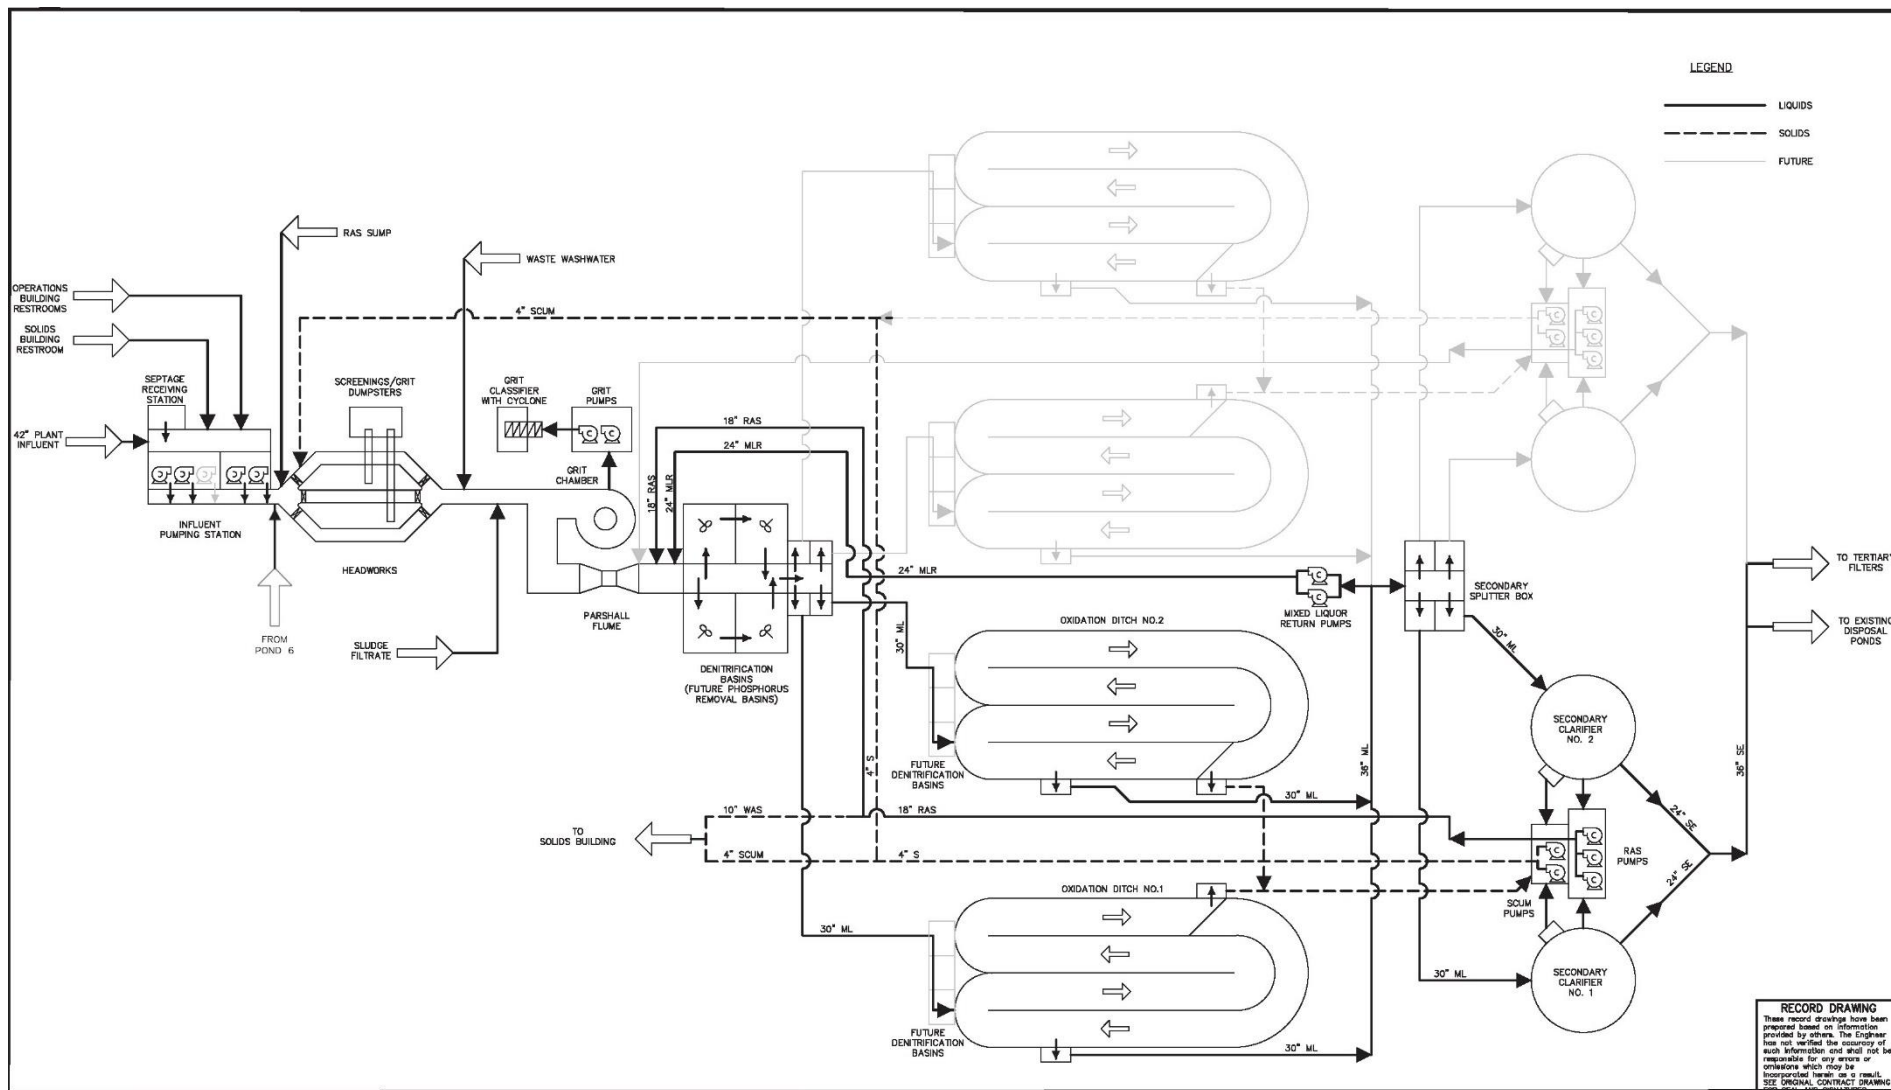 LEGEND
LIQUIDS
SOLIDS
FUTURE
RAS SUMP
WASTE WASHWATER
OPERATIONS
BUILDING
RESTROOMS
SOLIDS
BUILDING
RESTROOM
4" SCUM
SEPTAGE
RECEIVING
STATION
SCREENINGS/GRIT
DUMPSTERS
GRIT
CLASSIFIER
WITH CYCLONE
GRIT
PUMPS
42" PLANT
INFLUENT
18" RAS
24" MLR
GRIT
CHAMBER
18" RAS
24" MLR
INFLUENT
PUMPING STATION
HEADWORKS
PARSHALL
FLUME
FROM
POND 6
SLUDGE
FILTRATE
DENITRIFICATION
BASINS
(FUTURE PHOSPHORUS
REMOVAL BASINS)
24" MLR
MIXED LIQUOR
RETURN PUMPS
SECONDARY
SPLITTER BOX
TO TERTIARY
FILTERS
TO EXISTING
DISPOSAL
PONDS
30" ML
OXIDATION DITCH NO.2
30" ML
SECONDARY
CLARIFIER
NO. 2
FUTURE
DENITRIFICATION
BASINS
4" S
36" ML
36" SE
30" ML
10" WAS
18" RAS
24" SE
TO
SOLIDS BUILDING
4" SCUM
4" S
C
C
C
C
C
C
C
C
C
C
C
C
RAS
PUMPS
24" SE
OXIDATION DITCH NO.1
SCUM
PUMPS
30" ML
30" ML
SECONDARY
CLARIFIER
NO. 1
FUTURE
DENITRIFICATION
BASINS
30" ML
RECORD DRAWING
These record drawings have been
prepared based on information
provided by others. The Engineer
has not verified the accuracy of
such information and shall not be
responsible for any errors or
omissions which may be
incorporated herein as a result.
SEE ORIGINAL CONTRACT DRAWING